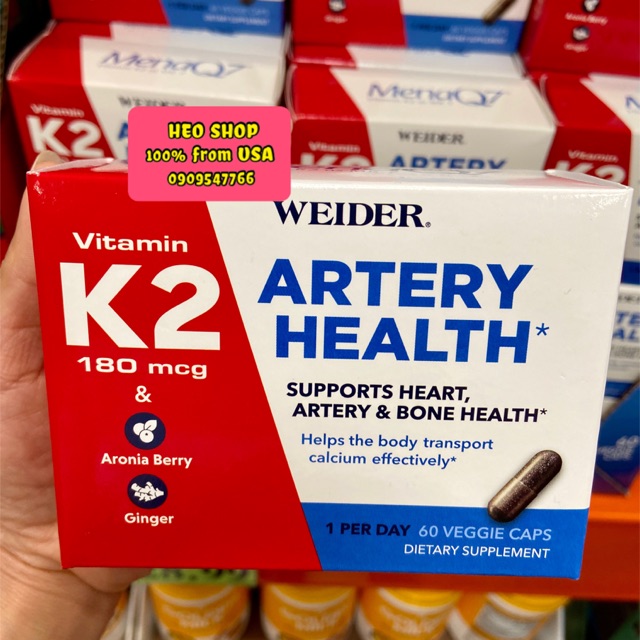 MenaQ7
MenaQ7
WEIDER
Vitamin
K2
ARTERY
HEO SHOP
100% from USA
0909547766
WEIDER®
Vitamin
K2
180 mcg
&
Aronia Berry
Ginger
ARTERY
HEALTH*
SUPPORTS HEART,
ARTERY & BONE HEALTH*
Helps the body transport
calcium effectively*
1 PER DAY 60 VEGGIE CAPS
DIETARY SUPPLEMENT